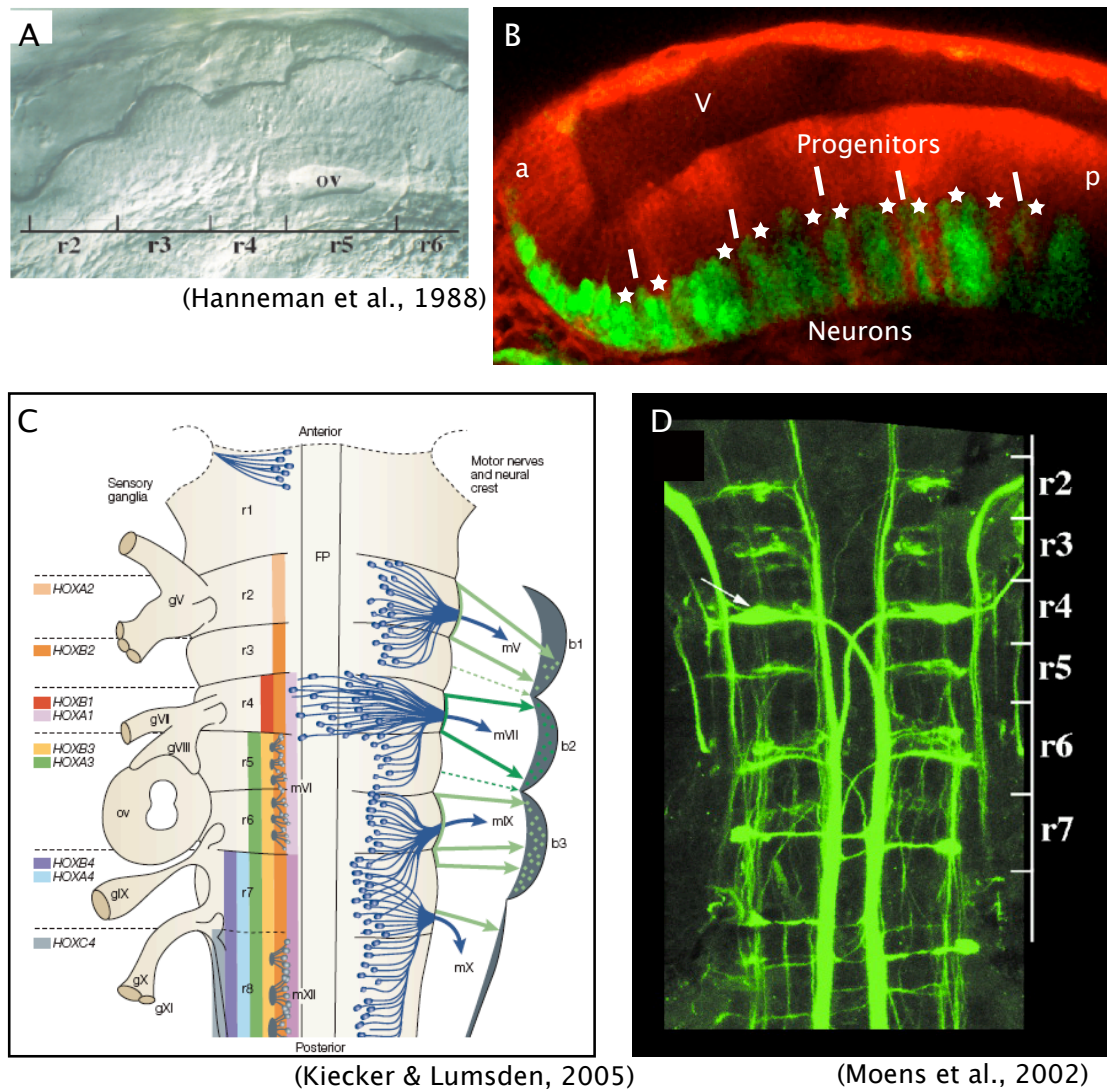 A
ov
r2 r3 r4 r5 r6
(Hanneman et al., 1988)
B
V
Progenitors
a
p
Neurons
C
Anterior
Sensory
ganglia
Motor nerves
and neural
crest
r1
FP
HOXA2
gV
r2
mV
b1
HOXB2
r3
HOXB1
HOXA1
r4
gVII
mVII
b2
HOXB3
HOXA3
gVIII
r5
mVI
ov
r6
mIX
b3
HOXB4
HOXA4
gIX
r7
HOXC4
mX
gX
gXI
r8
mXII
Posterior
(Kiecker & Lumsden, 2005)
D
r2
r3
r4
r5
r6
r7
(Moens et al., 2002)